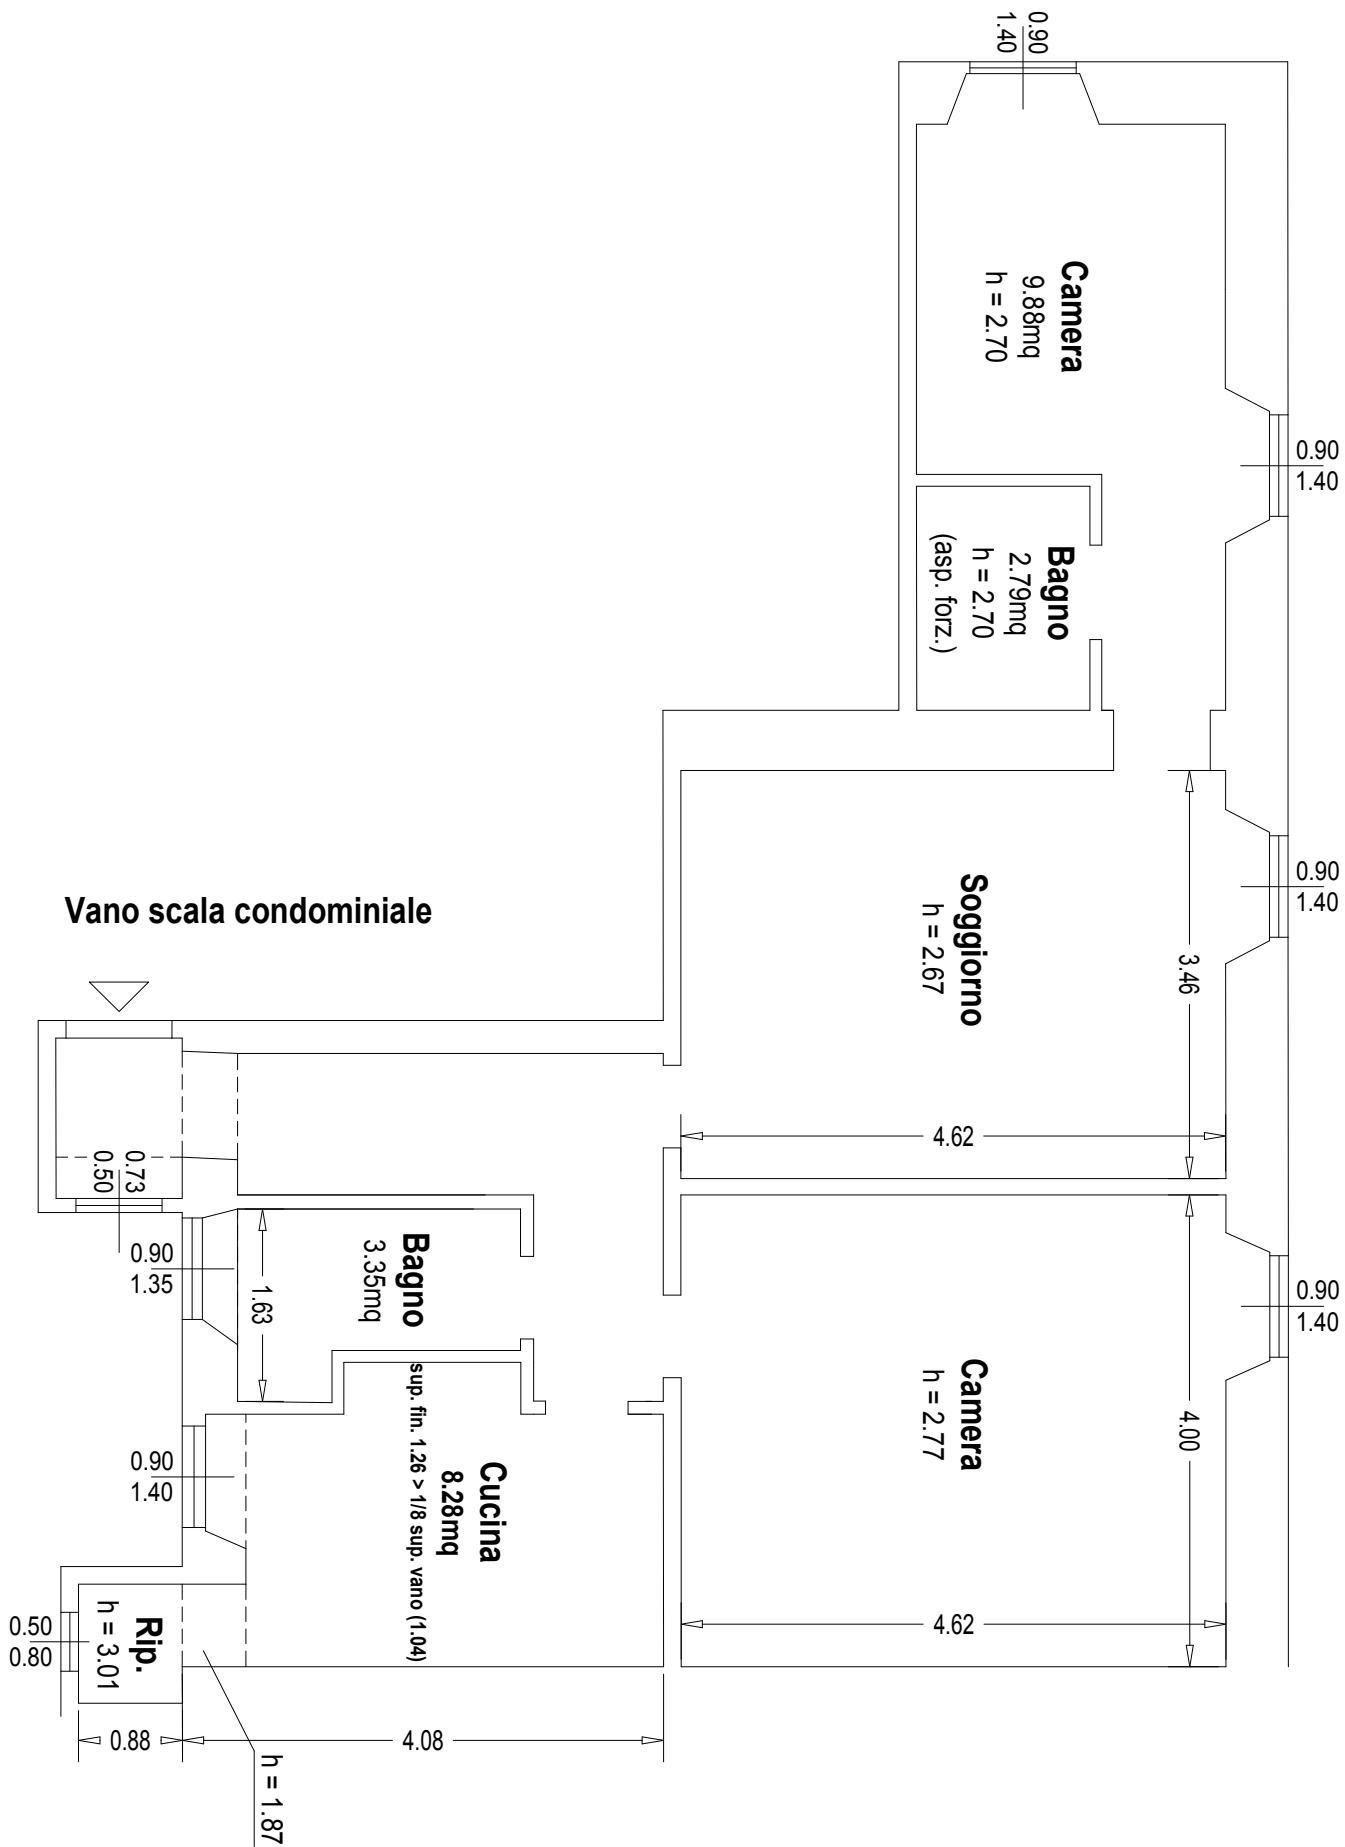 0.90
1.40
Camera
9.88mq
h = 2.70
0.90
1.40
Bagno
2.79mq
h = 2.70
(asp. forz.)
0.90
1.40
Soggiorno
h = 2.67
3.46
4.62
Vano scala condominiale
0.73
0.50
0.90
1.35
1.63
Bagno
3.35mq
0.90
1.40
Camera
h = 2.77
4.00
4.62
Cucina
8.28mq
sup. fin. 1.26 > 1/8 sup. vano (1.04)
0.90
1.40
Rip.
h = 3.01
0.50
0.80
0.88
4.08
h = 1.87